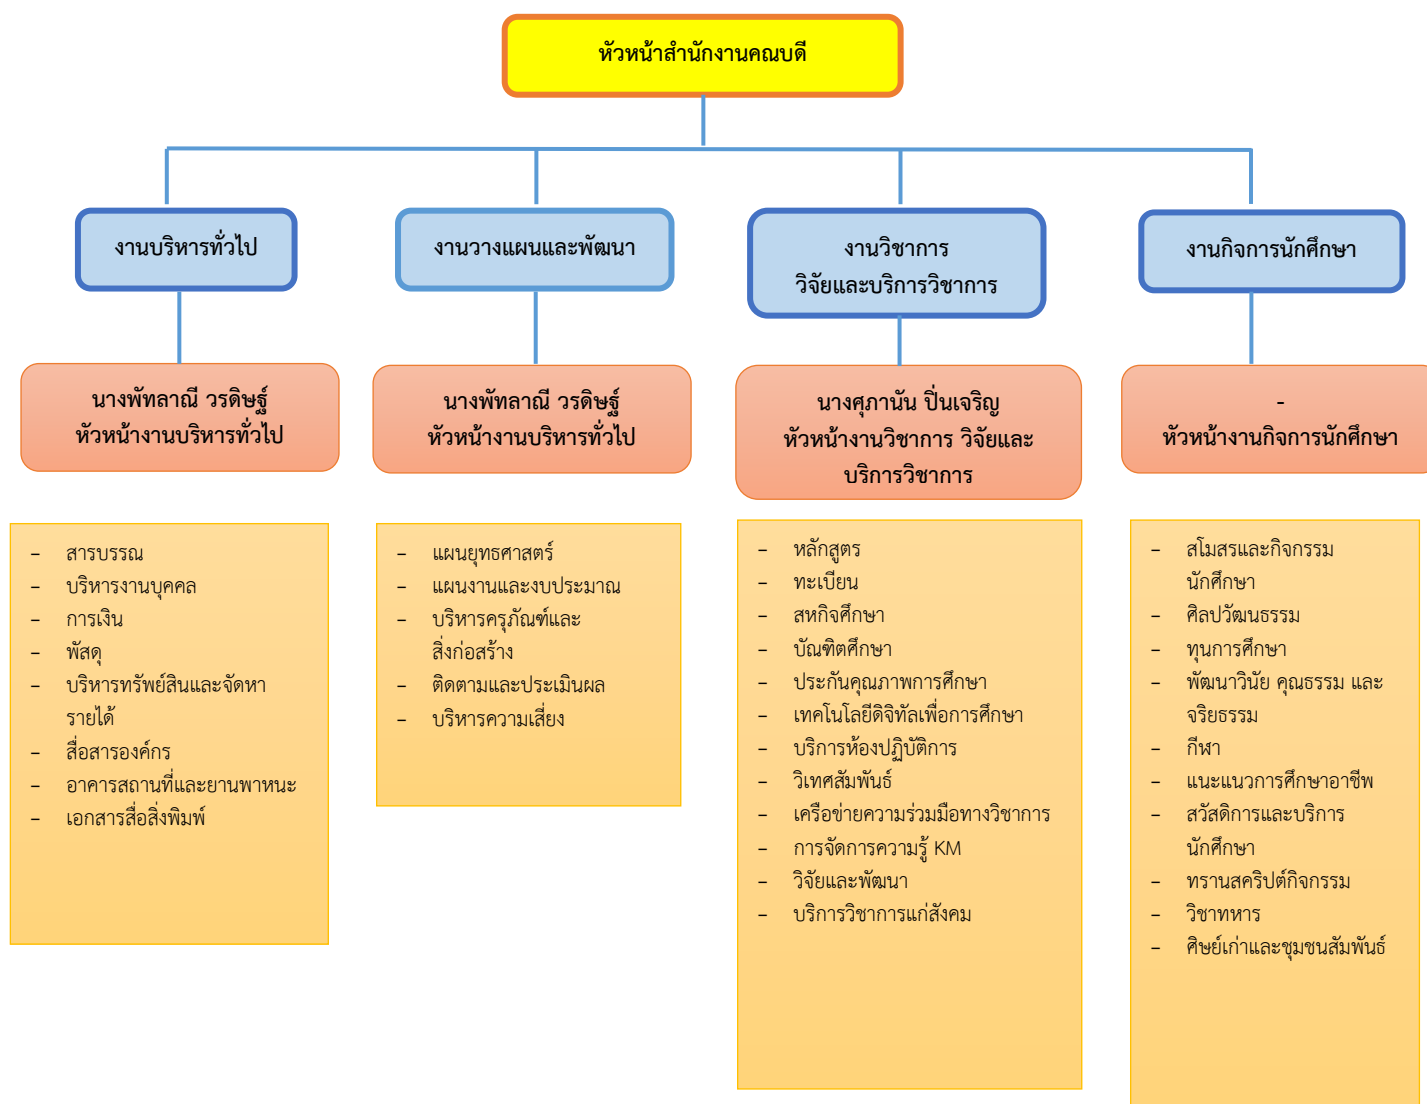 หัวหน้าสำนักงานคณบดี
งานบริหารทั่วไป
งานวางแผนและพัฒนา
งานวิชาการ
วิจัยและบริการวิชาการ
งานกิจการนักศึกษา
นางพัทลาณี วรดิษฐ์
หัวหน้างานบริหารทั่วไป
นางพัทลาณี วรดิษฐ์
หัวหน้างานบริหารทั่วไป
นางศุภานัน ปิ่นเจริญ
หัวหน้างานวิชาการ วิจัยและ
บริการวิชาการ
-
หัวหน้างานกิจการนักศึกษา
- สารบรรณ
- บริหารงานบุคคล
- การเงิน
- พัสดุ
- บริหารทรัพย์สินและจัดหา
รายได้
- สื่อสารองค์กร
- อาคารสถานที่และยานพาหนะ
- เอกสารสื่อสิ่งพิมพ์
- แผนยุทธศาสตร์
- แผนงานและงบประมาณ
- บริหารครุภัณฑ์และ
สิ่งก่อสร้าง
- ติดตามและประเมินผล
- บริหารความเสี่ยง
- หลักสูตร
- ทะเบียน
- สหกิจศึกษา
- บัณฑิตศึกษา
- ประกันคุณภาพการศึกษา
- เทคโนโลยีดิจิทัลเพื่อการศึกษา
- บริการห้องปฏิบัติการ
- วิเทศสัมพันธ์
- เครือข่ายความร่วมมือทางวิชาการ
- การจัดการความรู้ KM
- วิจัยและพัฒนา
- บริการวิชาการแก่สังคม
- สโมสรและกิจกรรม
นักศึกษา
- ศิลปวัฒนธรรม
- ทุนการศึกษา
- พัฒนาวินัย คุณธรรม และ
จริยธรรม
- กีฬา
- แนะแนวการศึกษาอาชีพ
- สวัสดิการและบริการ
นักศึกษา
- ทรานสคริปต์กิจกรรม
- วิชาทหาร
- ศิษย์เก่าและชุมชนสัมพันธ์